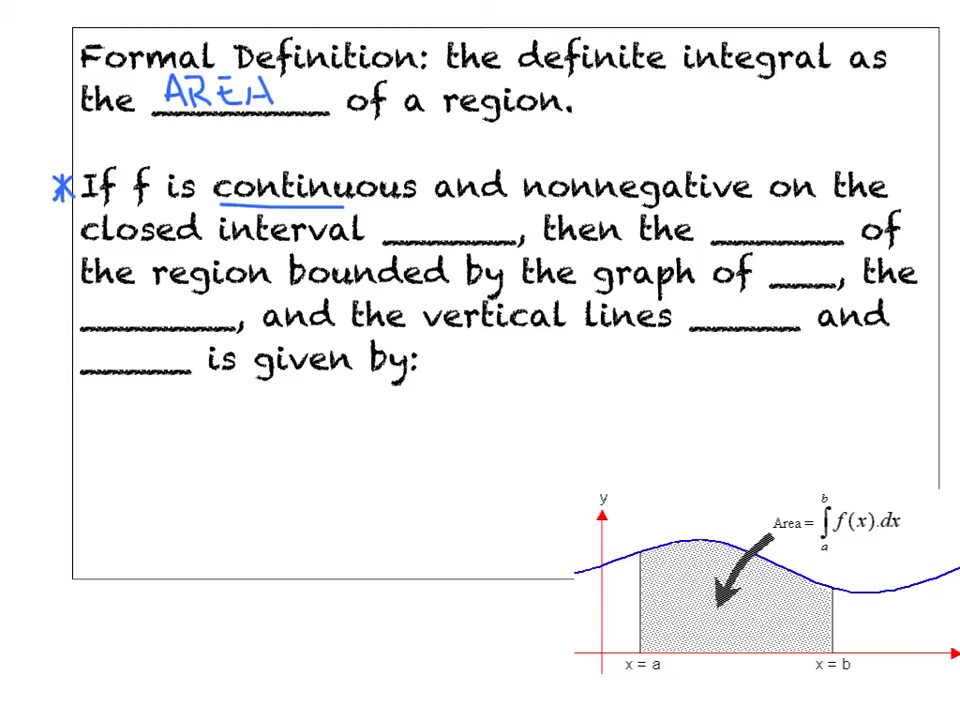 Formal Definition: the definite integral as
the AREA of a region.
* If f is continuous and nonnegative on the
closed interval ______, then the ______ of
the region bounded by the graph of ___, the
_______, and the vertical lines _____ and
_____ is given by:
y
Area = ∫ₐᵇ f(x).dx
x = a
x = b